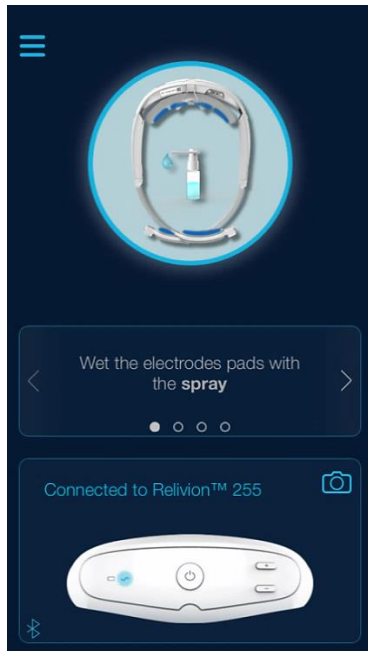 Wet the electrodes pads with
the spray
Connected to Relivion™ 255